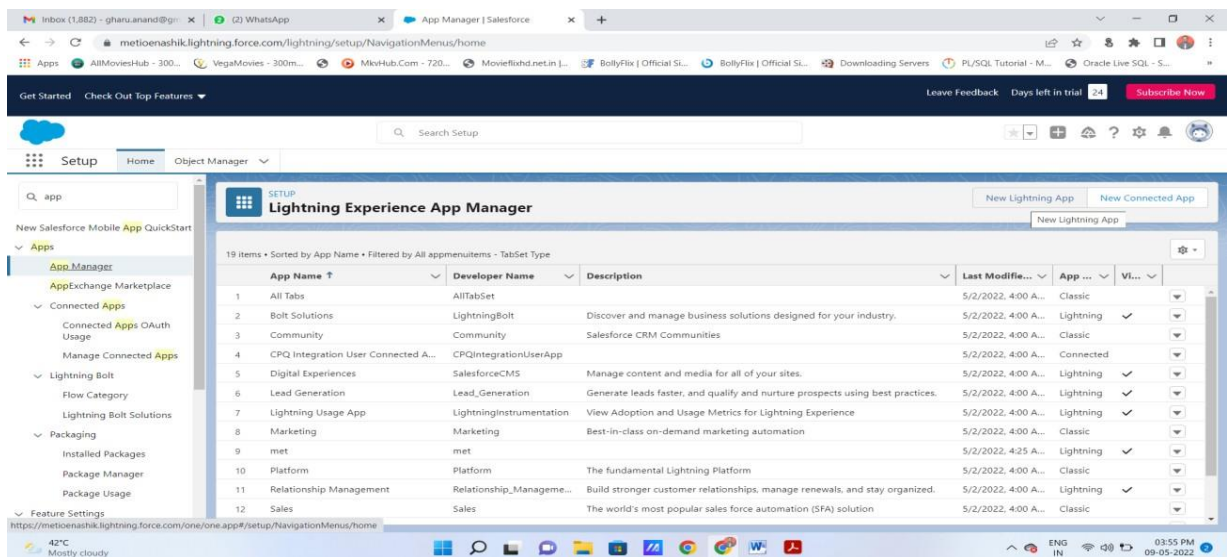 Inbox (1,882) - gharu.anand@gm
(2) WhatsApp
App Manager | Salesforce
metioenashik.lightning.force.com/lightning/setup/NavigationMenus/home
Apps AllMoviesHub - 300... VegaMovies - 300m... MkvHub.Com - 720... Movieflixhd.net.in |... BollyFlix | Official Si... BollyFlix | Official Si... Downloading Servers PL/SQL Tutorial - M... Oracle Live SQL - S... »
Get Started Check Out Top Features Leave Feedback Days left in trial 24 Subscribe Now
Search Setup
Setup Home Object Manager
app
New Salesforce Mobile App QuickStart
Apps
App Manager
AppExchange Marketplace
Connected Apps
Connected Apps OAuth
Usage
Manage Connected Apps
Lightning Bolt
Flow Category
Lightning Bolt Solutions
Packaging
Installed Packages
Package Manager
Package Usage
Feature Settings
SETUP
Lightning Experience App Manager
New Lightning App New Connected App
New Lightning App
19 items • Sorted by App Name • Filtered by All appmenuitems - TabSet Type
App Name ↑ Developer Name Description Last Modifie... App ... Vi...
1 All Tabs AllTabSet 5/2/2022, 4:00 A... Classic
2 Bolt Solutions LightningBolt Discover and manage business solutions designed for your industry. 5/2/2022, 4:00 A... Lightning ✓
3 Community Community Salesforce CRM Communities 5/2/2022, 4:00 A... Classic
4 CPQ Integration User Connected A... CPQIntegrationUserApp 5/2/2022, 4:00 A... Connected
5 Digital Experiences SalesforceCMS Manage content and media for all of your sites. 5/2/2022, 4:00 A... Lightning ✓
6 Lead Generation Lead_Generation Generate leads faster, and qualify and nurture prospects using best practices. 5/2/2022, 4:00 A... Lightning ✓
7 Lightning Usage App LightningInstrumentation View Adoption and Usage Metrics for Lightning Experience 5/2/2022, 4:00 A... Lightning ✓
8 Marketing Marketing Best-in-class on-demand marketing automation 5/2/2022, 4:00 A... Classic
9 met met 5/2/2022, 4:25 A... Lightning ✓
10 Platform Platform The fundamental Lightning Platform 5/2/2022, 4:00 A... Classic
11 Relationship Management Relationship_Manageme... Build stronger customer relationships, manage renewals, and stay organized. 5/2/2022, 4:00 A... Lightning ✓
12 Sales Sales The world's most popular sales force automation (SFA) solution 5/2/2022, 4:00 A... Classic
https://metioenashik.lightning.force.com/one/one.app#/setup/NavigationMenus/home
42°C
Mostly cloudy
ENG
IN
03:55 PM
09-05-2022